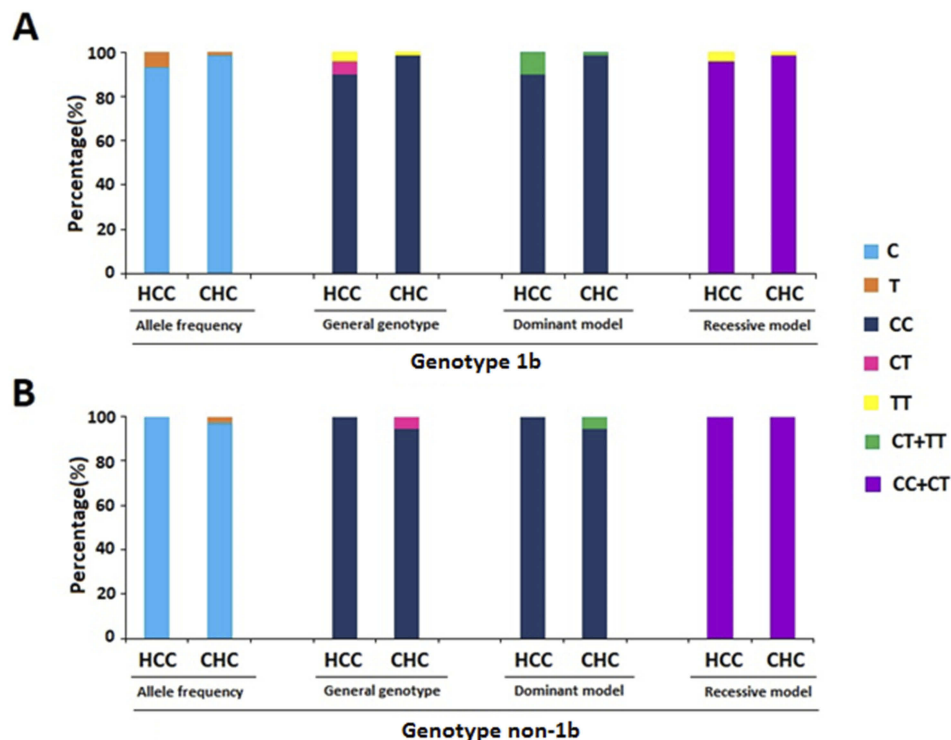 A
Percentage(%)
100
80
60
40
20
0
HCC CHC HCC CHC HCC CHC HCC CHC
Allele frequency General genotype Dominant model Recessive model
Genotype 1b
C
T
CC
CT
TT
CT+TT
CC+CT
B
Percentage(%)
100
80
60
40
20
0
HCC CHC HCC CHC HCC CHC HCC CHC
Allele frequency General genotype Dominant model Recessive model
Genotype non-1b